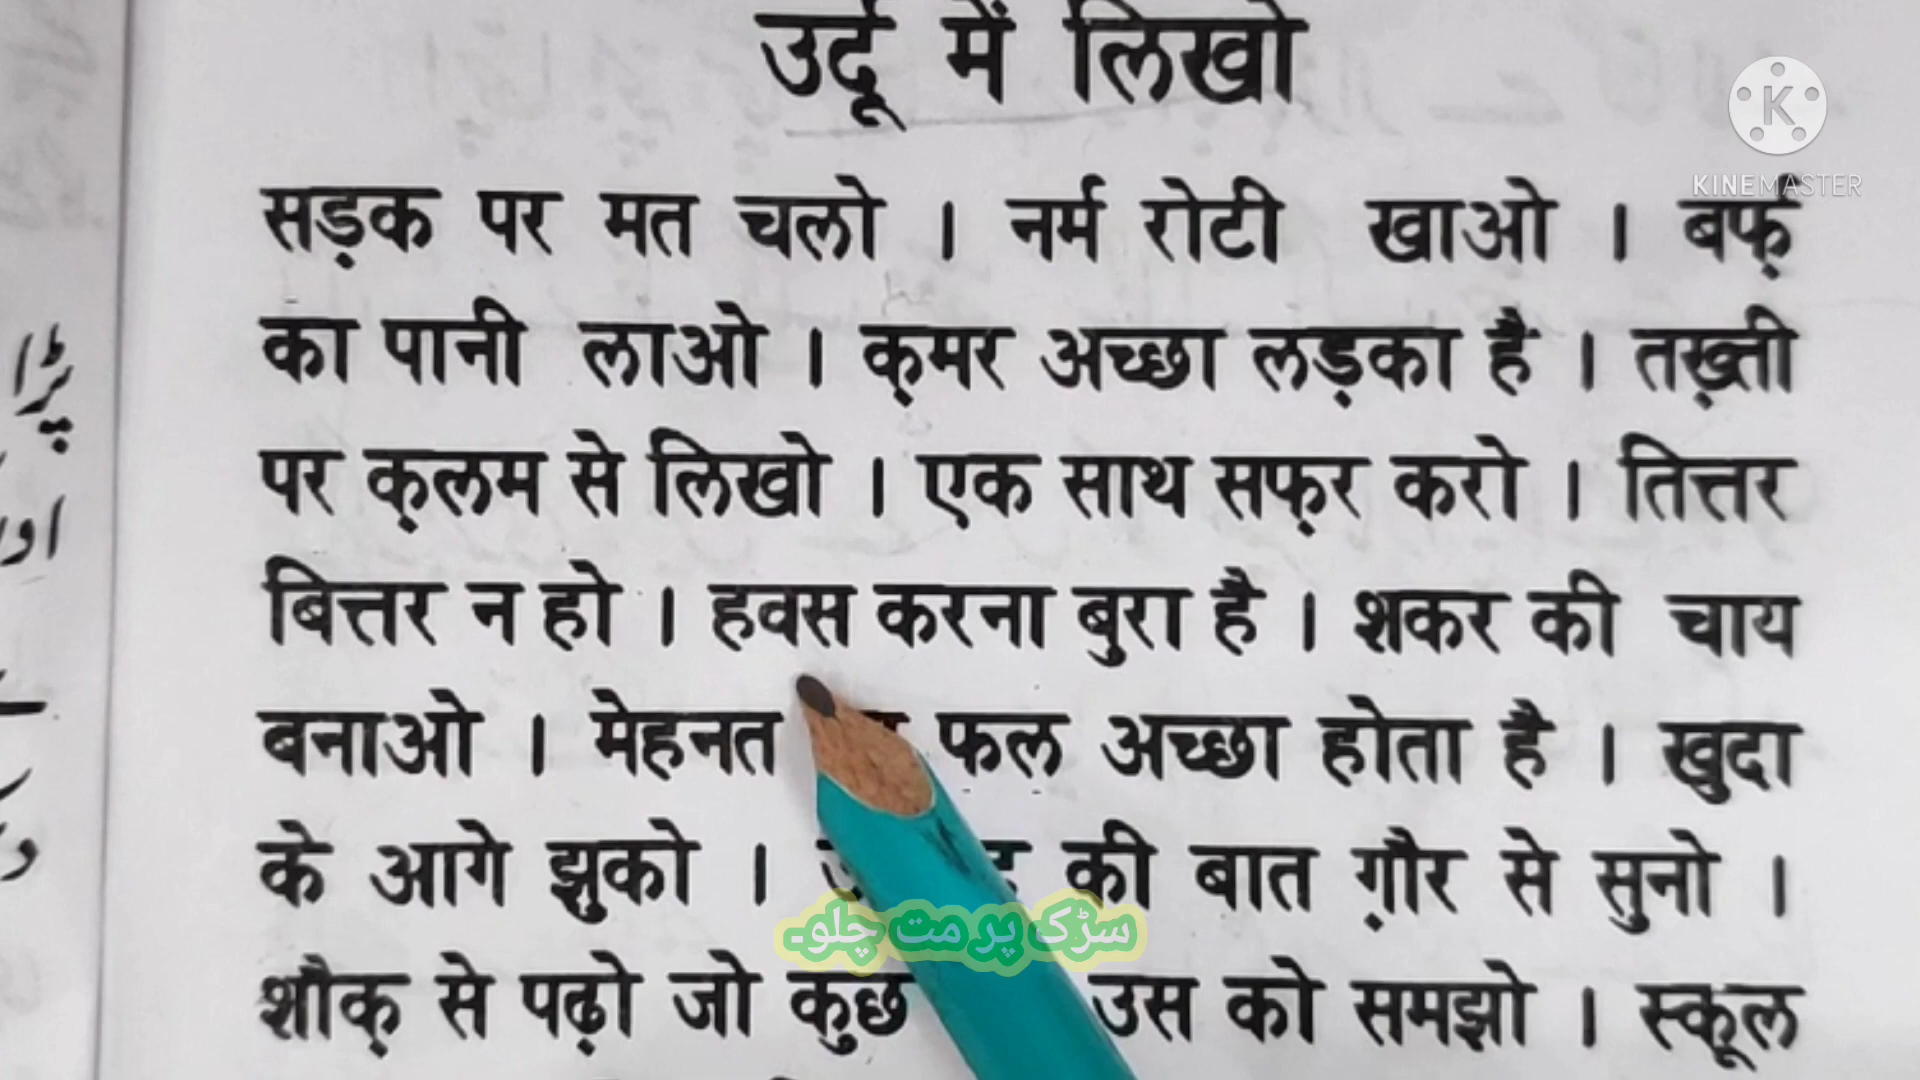 उर्दू में लिखो
KINEMASTER
सड़क पर मत चलो । नर्म रोटी खाओ । बर्फ़
का पानी लाओ । क़मर अच्छा लड़का है । तख़्ती
पर क़लम से लिखो । एक साथ सफ़र करो । तित्तर
बित्तर न हो । हवस करना बुरा है । शकर की चाय
बनाओ । मेहनत फल अच्छा होता है । खुदा
के आगे झुको । की बात ग़ौर से सुनो ।
سڑک پر مت چلو۔
शौक़ से पढ़ो जो कुछ उस को समझो । स्कूल
پڑا